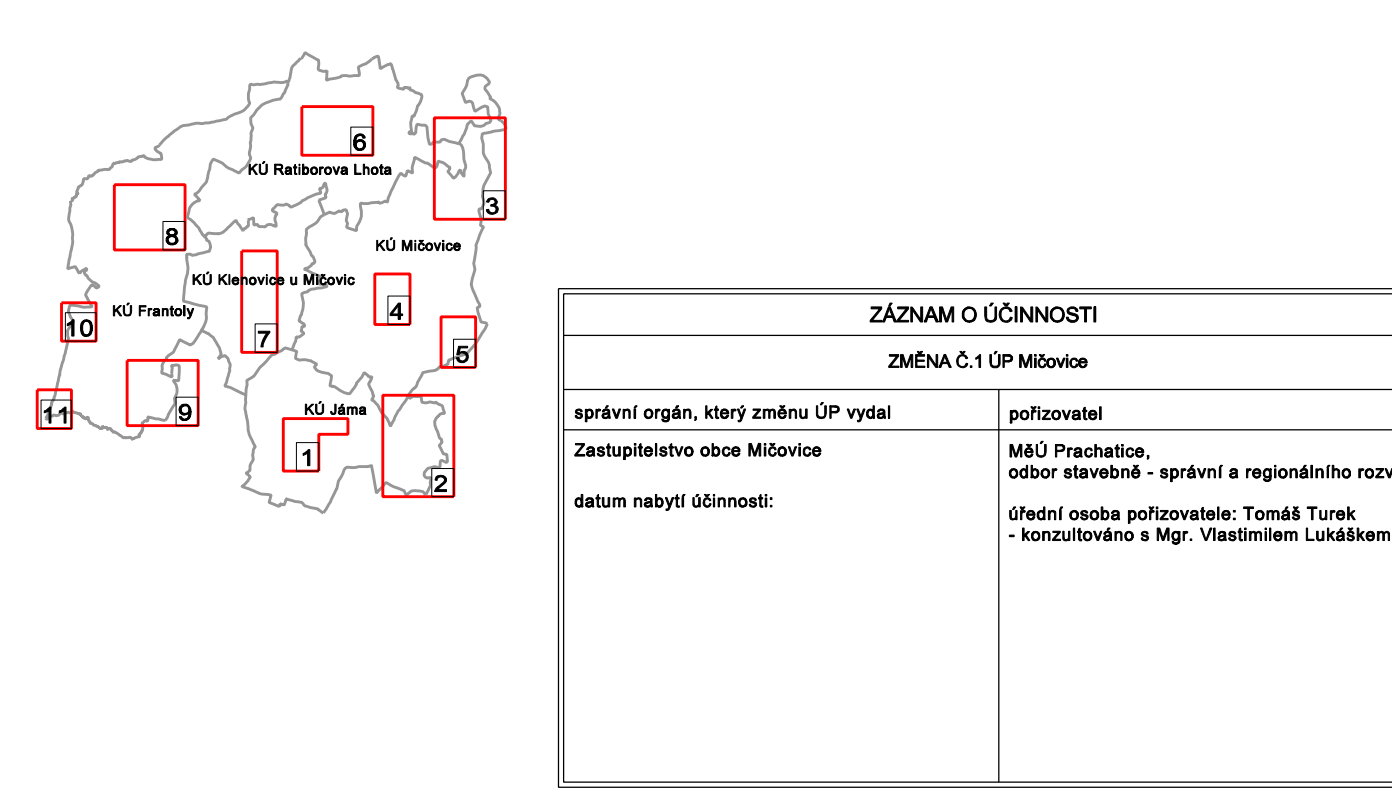 6
KÚ Ratiborova Lhota
3
8
KÚ Mičovice
KÚ Klenovice u Mičovic
KÚ Frantoly
4
10
7
5
KÚ Jáma
11
9
1
2
ZÁZNAM O ÚČINNOSTI
ZMĚNA Č.1 ÚP Mičovice
správní orgán, který změnu ÚP vydal
pořizovatel
Zastupitelstvo obce Mičovice
datum nabytí účinnosti:
MěÚ Prachatice,
odbor stavebně - správní a regionálního rozv
úřední osoba pořizovatele: Tomáš Turek
- konzultováno s Mgr. Vlastimilem Lukáškem